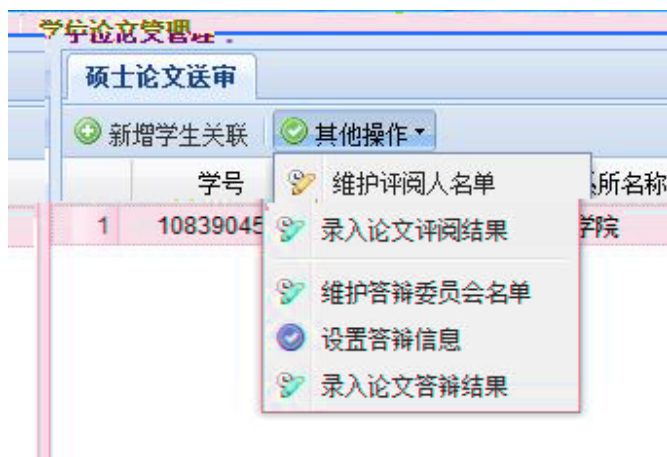 学位论文管理
硕士论文送审
新增学生关联 其他操作
学号 所名称
维护评阅人名单
1 10839045 学院
录入论文评阅结果
维护答辩委员会名单
设置答辩信息
录入论文答辩结果